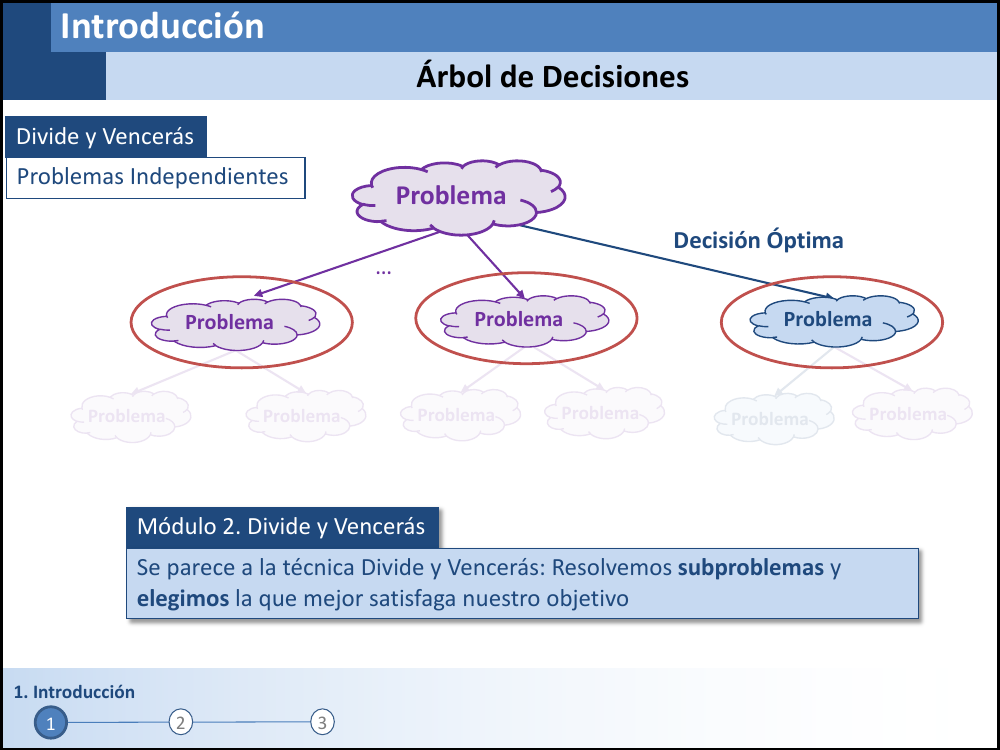 Introducción
Árbol de Decisiones
Divide y Vencerás
Problemas Independientes
Problema
Decisión Óptima
...
Problema
Problema
Problema
Problema
Problema
Problema
Problema
Problema
Problema
Módulo 2. Divide y Vencerás
Se parece a la técnica Divide y Vencerás: Resolvemos subproblemas y
elegimos la que mejor satisfaga nuestro objetivo
1. Introducción
1
2
3